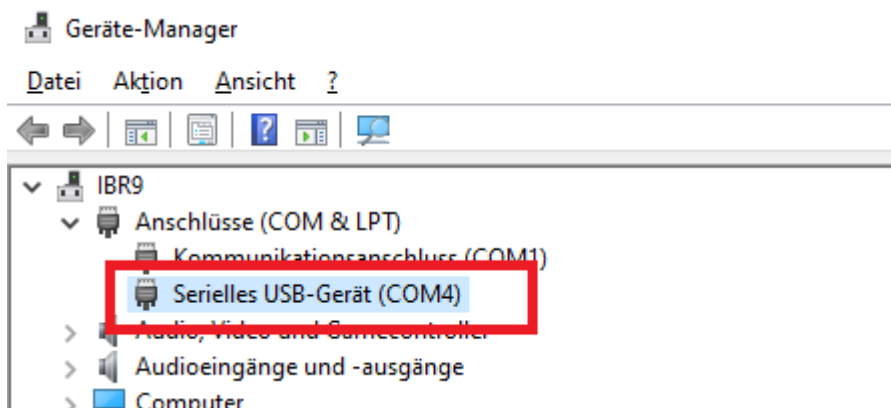 Geräte-Manager
Datei Aktion Ansicht ?
IBR9
Anschlüsse (COM & LPT)
Kommunikationsanschluss (COM1)
Serielles USB-Gerät (COM4)
Audio, Video und Gamecontroller
Audioeingänge und -ausgänge
Computer